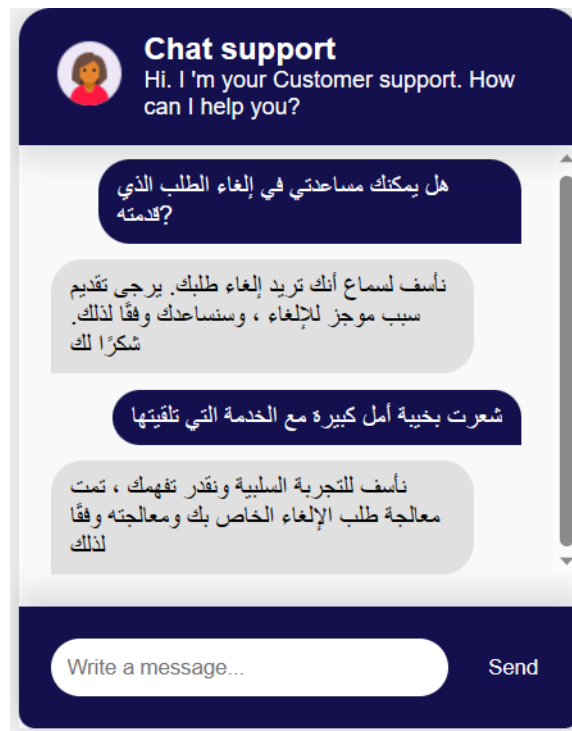 Chat support
Hi. I 'm your Customer support. How
can I help you?
هل يمكنك مساعدتي في إلغاء الطلب الذي
قدمته?
نأسف لسماع أنك تريد إلغاء طلبك. يرجى تقديم
سبب موجز للإلغاء ، وسنساعدك وفقًا لذلك.
شكرًا لك
شعرت بخيبة أمل كبيرة مع الخدمة التي تلقيتها
نأسف للتجربة السلبية ونقدر تفهمك ، تمت
معالجة طلب الإلغاء الخاص بك ومعالجته وفقًا
لذلك
Write a message...
Send